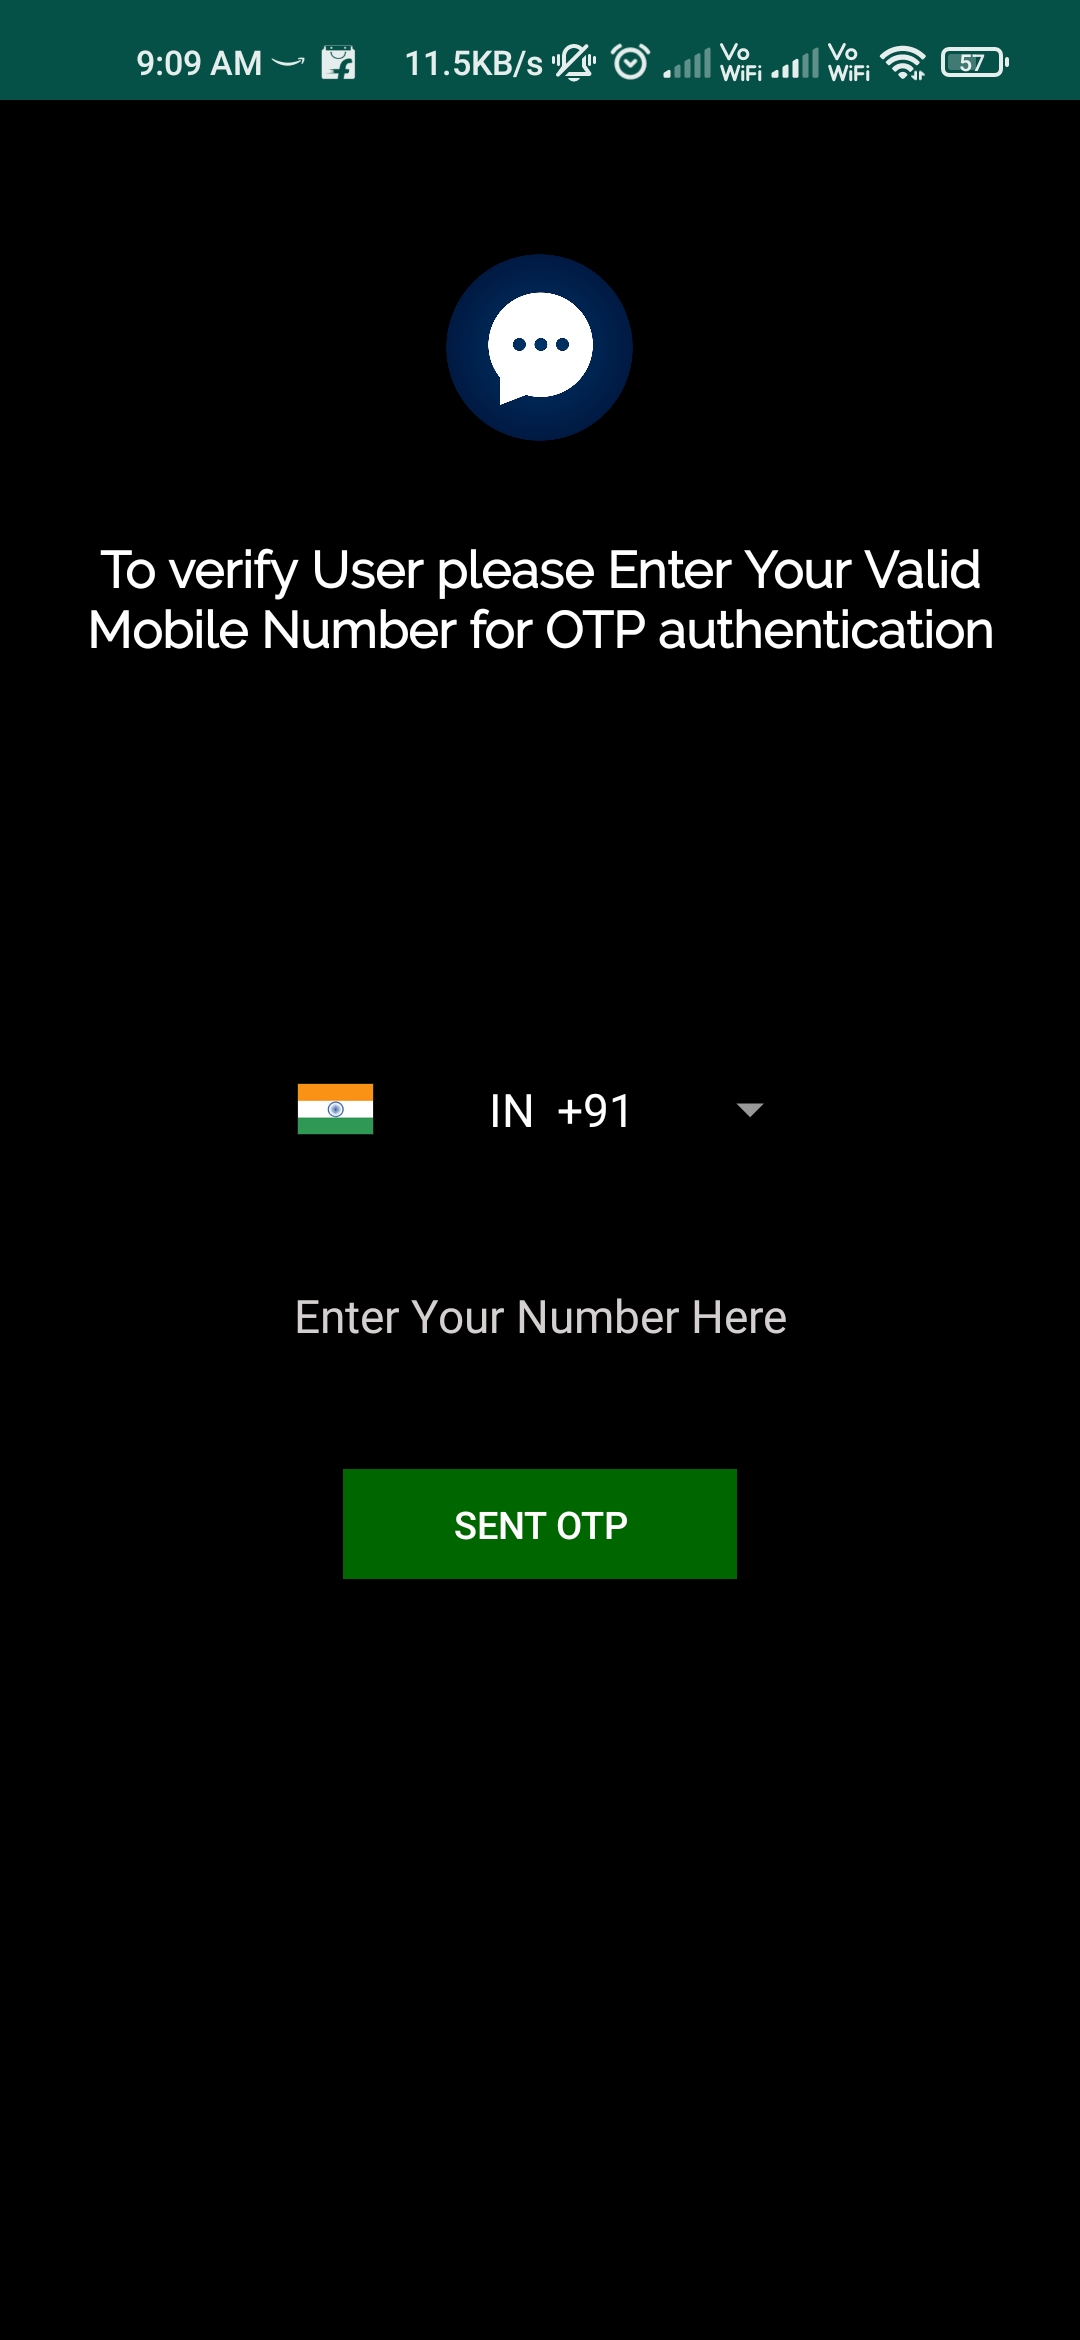 9:09 AM 11.5KB/s Vo WiFi Vo WiFi 57
To verify User please Enter Your Valid
Mobile Number for OTP authentication
IN +91
Enter Your Number Here
SENT OTP